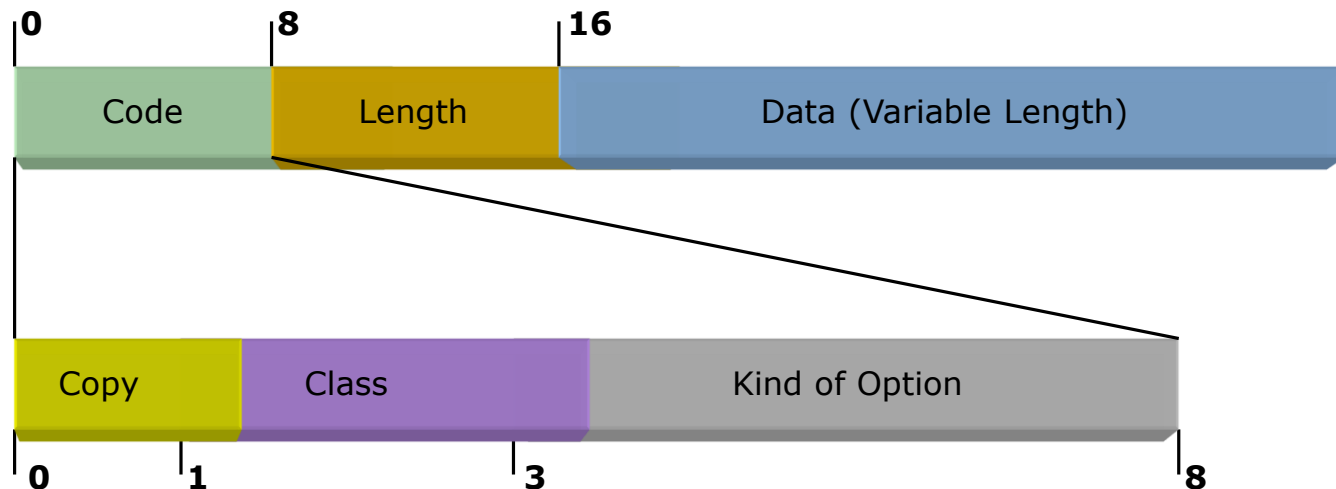 0 8 16
Code Length Data (Variable Length)
Copy Class Kind of Option
0 1 3 8